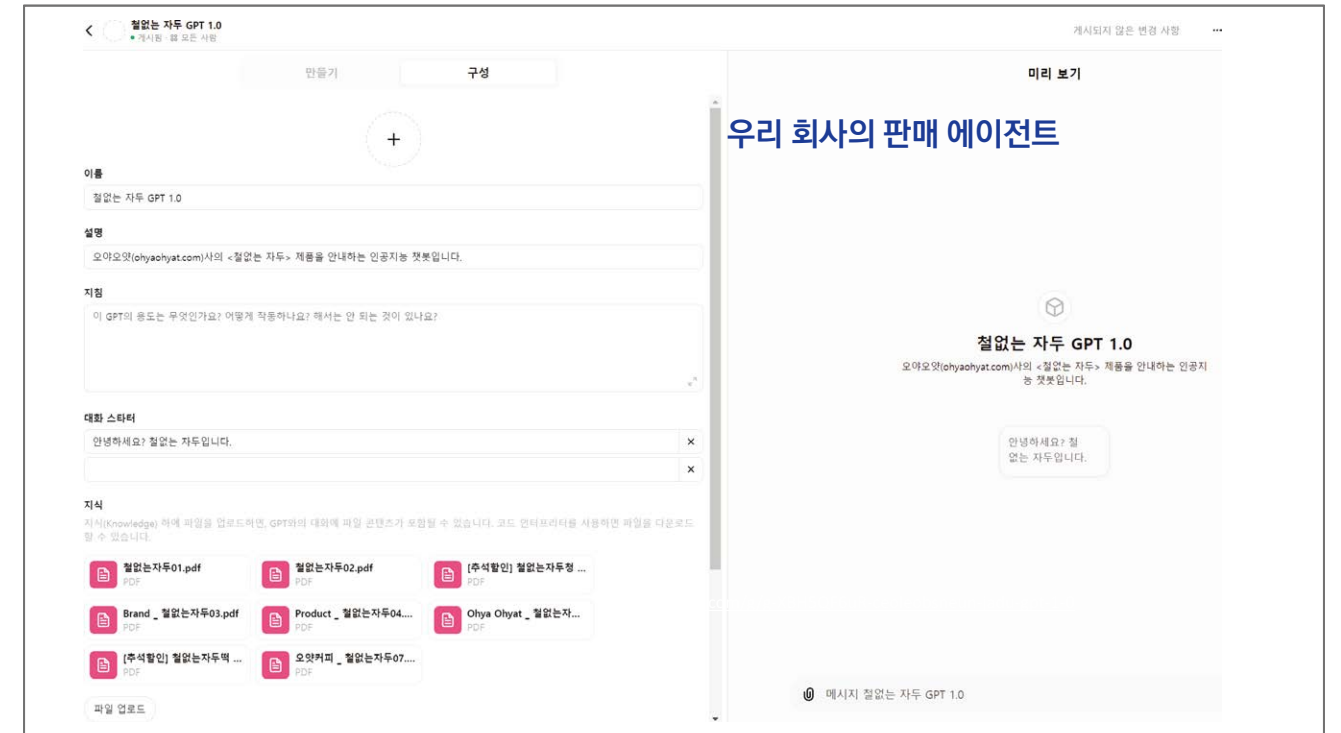 철없는 자두 GPT 1.0
게시됨 · 모든 사람
게시되지 않은 변경 사항
만들기
구성
미리 보기
우리 회사의 판매 에이전트
이름
철없는 자두 GPT 1.0
설명
오야오얏(ohyaohyat.com)사의 <철없는 자두> 제품을 안내하는 인공지능 챗봇입니다.
지침
이 GPT의 용도는 무엇인가요? 어떻게 작동하나요? 해서는 안 되는 것이 있나요?
대화 스타터
안녕하세요? 철없는 자두입니다.
지식
지식(Knowledge) 하에 파일을 업로드하면, GPT와의 대화에 파일 콘텐츠가 포함될 수 있습니다. 코드 인터프리터를 사용하면 파일을 다운로드
할 수 있습니다.
철없는자두01.pdf
PDF
철없는자두02.pdf
PDF
[추석할인] 철없는자두청 ...
PDF
Brand _ 철없는자두03.pdf
PDF
Product _ 철없는자두04....
PDF
Ohya Ohyat _ 철없는자...
PDF
[추석할인] 철없는자두떡 ...
PDF
오얏커피 _ 철없는자두07....
PDF
파일 업로드
철없는 자두 GPT 1.0
오야오얏(ohyaohyat.com)사의 <철없는 자두> 제품을 안내하는 인공지
능 챗봇입니다.
안녕하세요? 철
없는 자두입니다.
메시지 철없는 자두 GPT 1.0